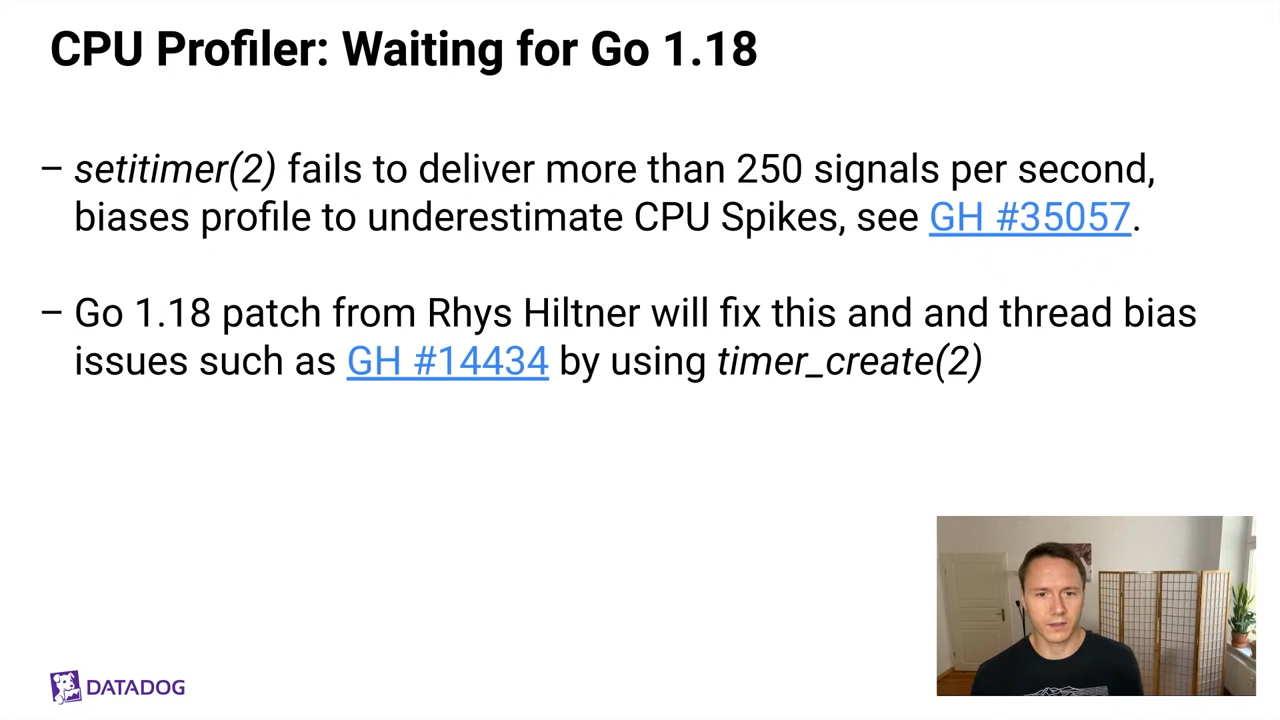 CPU Profiler: Waiting for Go 1.18
– setitimer(2) fails to deliver more than 250 signals per second,
biases profile to underestimate CPU Spikes, see GH #35057.
– Go 1.18 patch from Rhys Hiltner will fix this and and thread bias
issues such as GH #14434 by using timer_create(2)
DATADOG